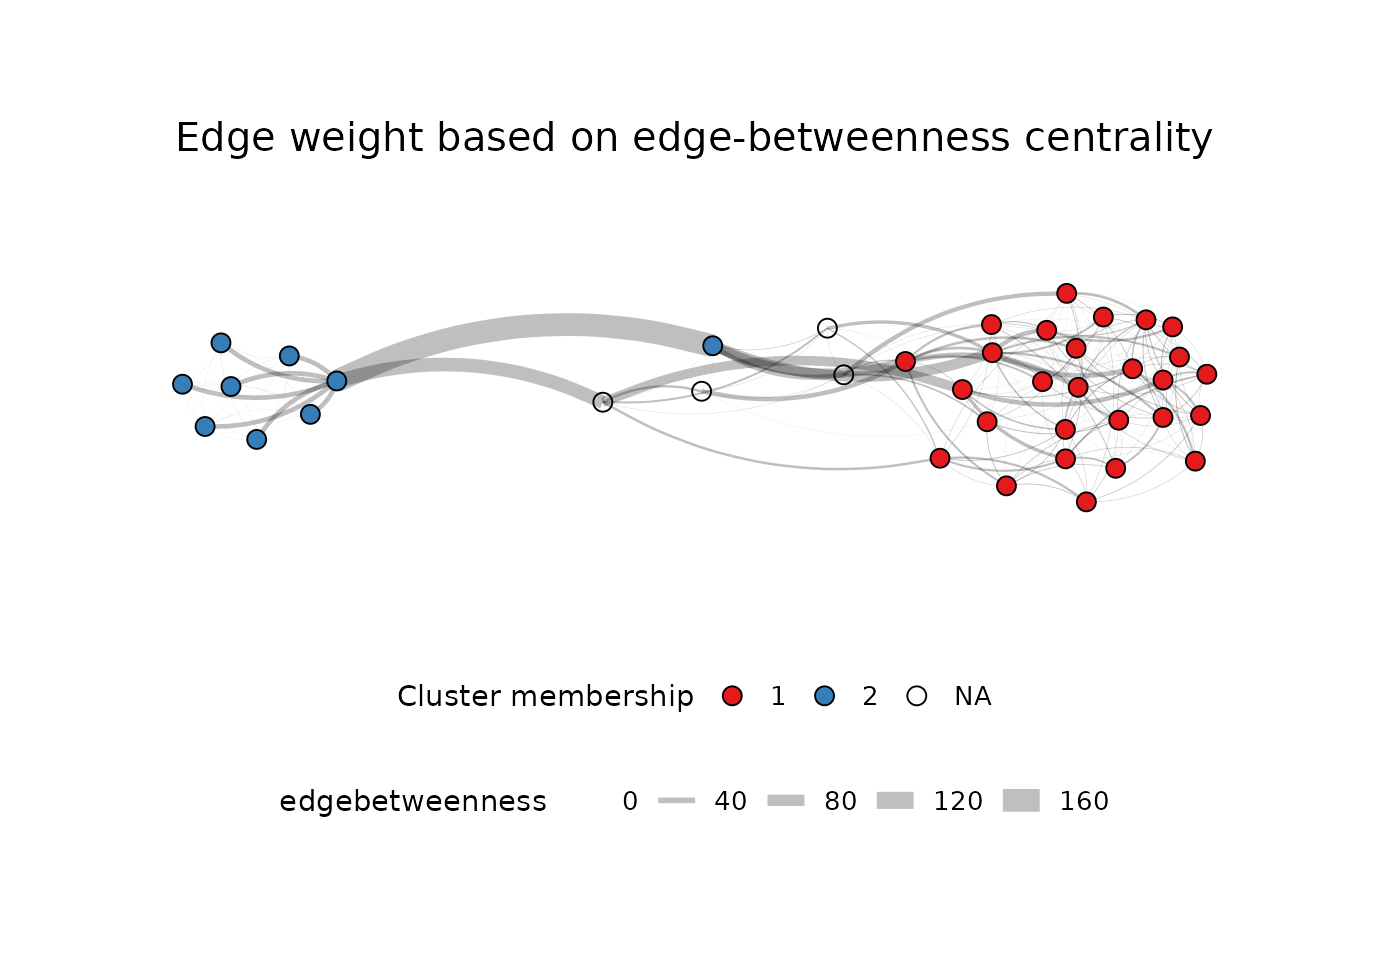 Edge weight based on edge-betweenness centrality
Cluster membership 1 2 NA
edgebetweenness 0 40 80 120 160